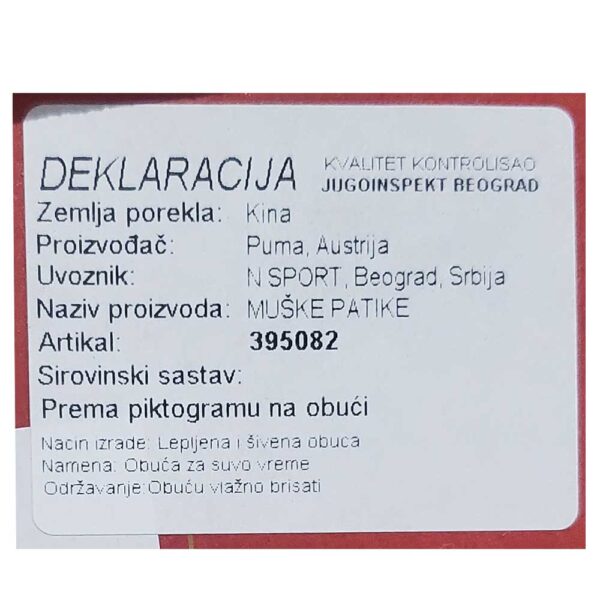 DEKLARACIJA KVALITET KONTROLISAO
JUGOINSPEKT BEOGRAD
Zemlja porekla: Kina
Proizvođač: Puma, Austrija
Uvoznik: N SPORT, Beograd, Srbija
Naziv proizvoda: MUŠKE PATIKE
Artikal: 395082
Sirovinski sastav:
Prema piktogramu na obući
Nacin izrade: Lepljena i šivena obuca
Namena: Obuća za suvo vreme
Održavanje:Obuću vlažno brisati